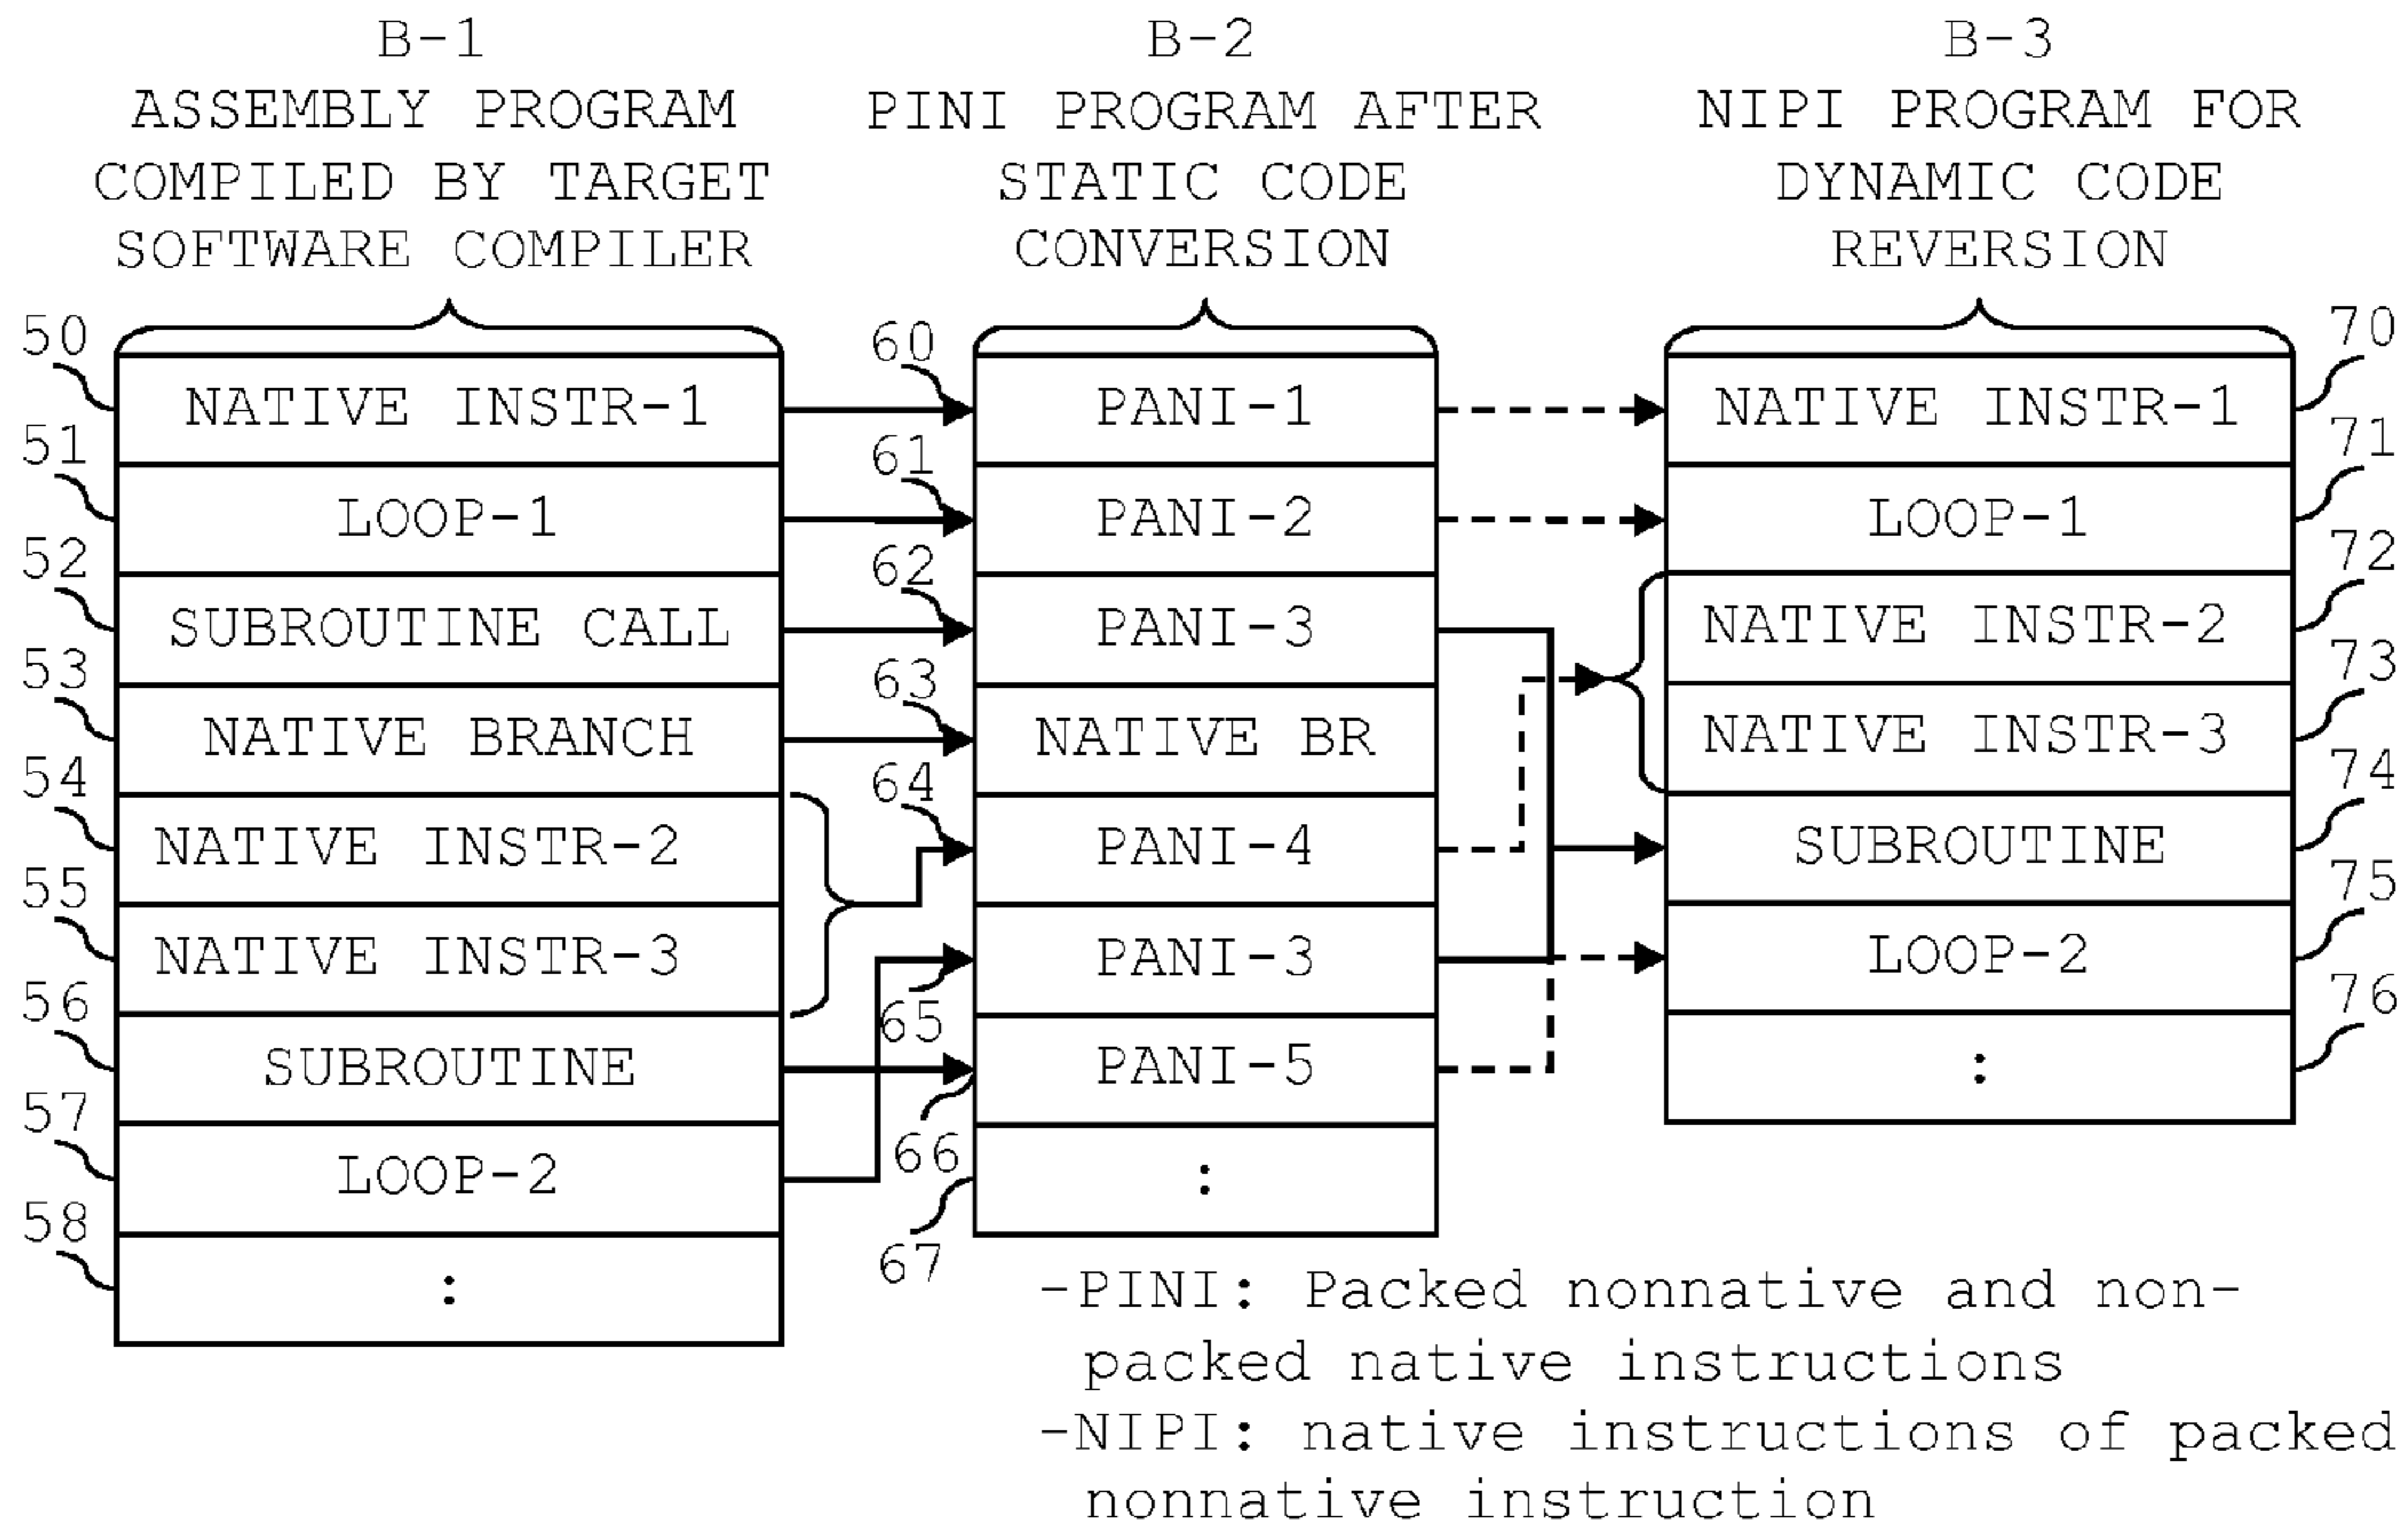 B-1
ASSEMBLY PROGRAM
COMPILED BY TARGET
SOFTWARE COMPILER
50
NATIVE INSTR-1
51
LOOP-1
52
SUBROUTINE CALL
53
NATIVE BRANCH
54
NATIVE INSTR-2
55
NATIVE INSTR-3
56
SUBROUTINE
57
LOOP-2
58
:
B-2
PINI PROGRAM AFTER
STATIC CODE
CONVERSION
60
PANI-1
61
PANI-2
62
PANI-3
63
NATIVE BR
64
PANI-4
PANI-3
65
PANI-5
66
:
67
B-3
NIPI PROGRAM FOR
DYNAMIC CODE
REVERSION
70
NATIVE INSTR-1
71
LOOP-1
72
NATIVE INSTR-2
73
NATIVE INSTR-3
74
SUBROUTINE
75
LOOP-2
76
:
-PINI: Packed nonnative and non-
packed native instructions
-NIPI: native instructions of packed
nonnative instruction